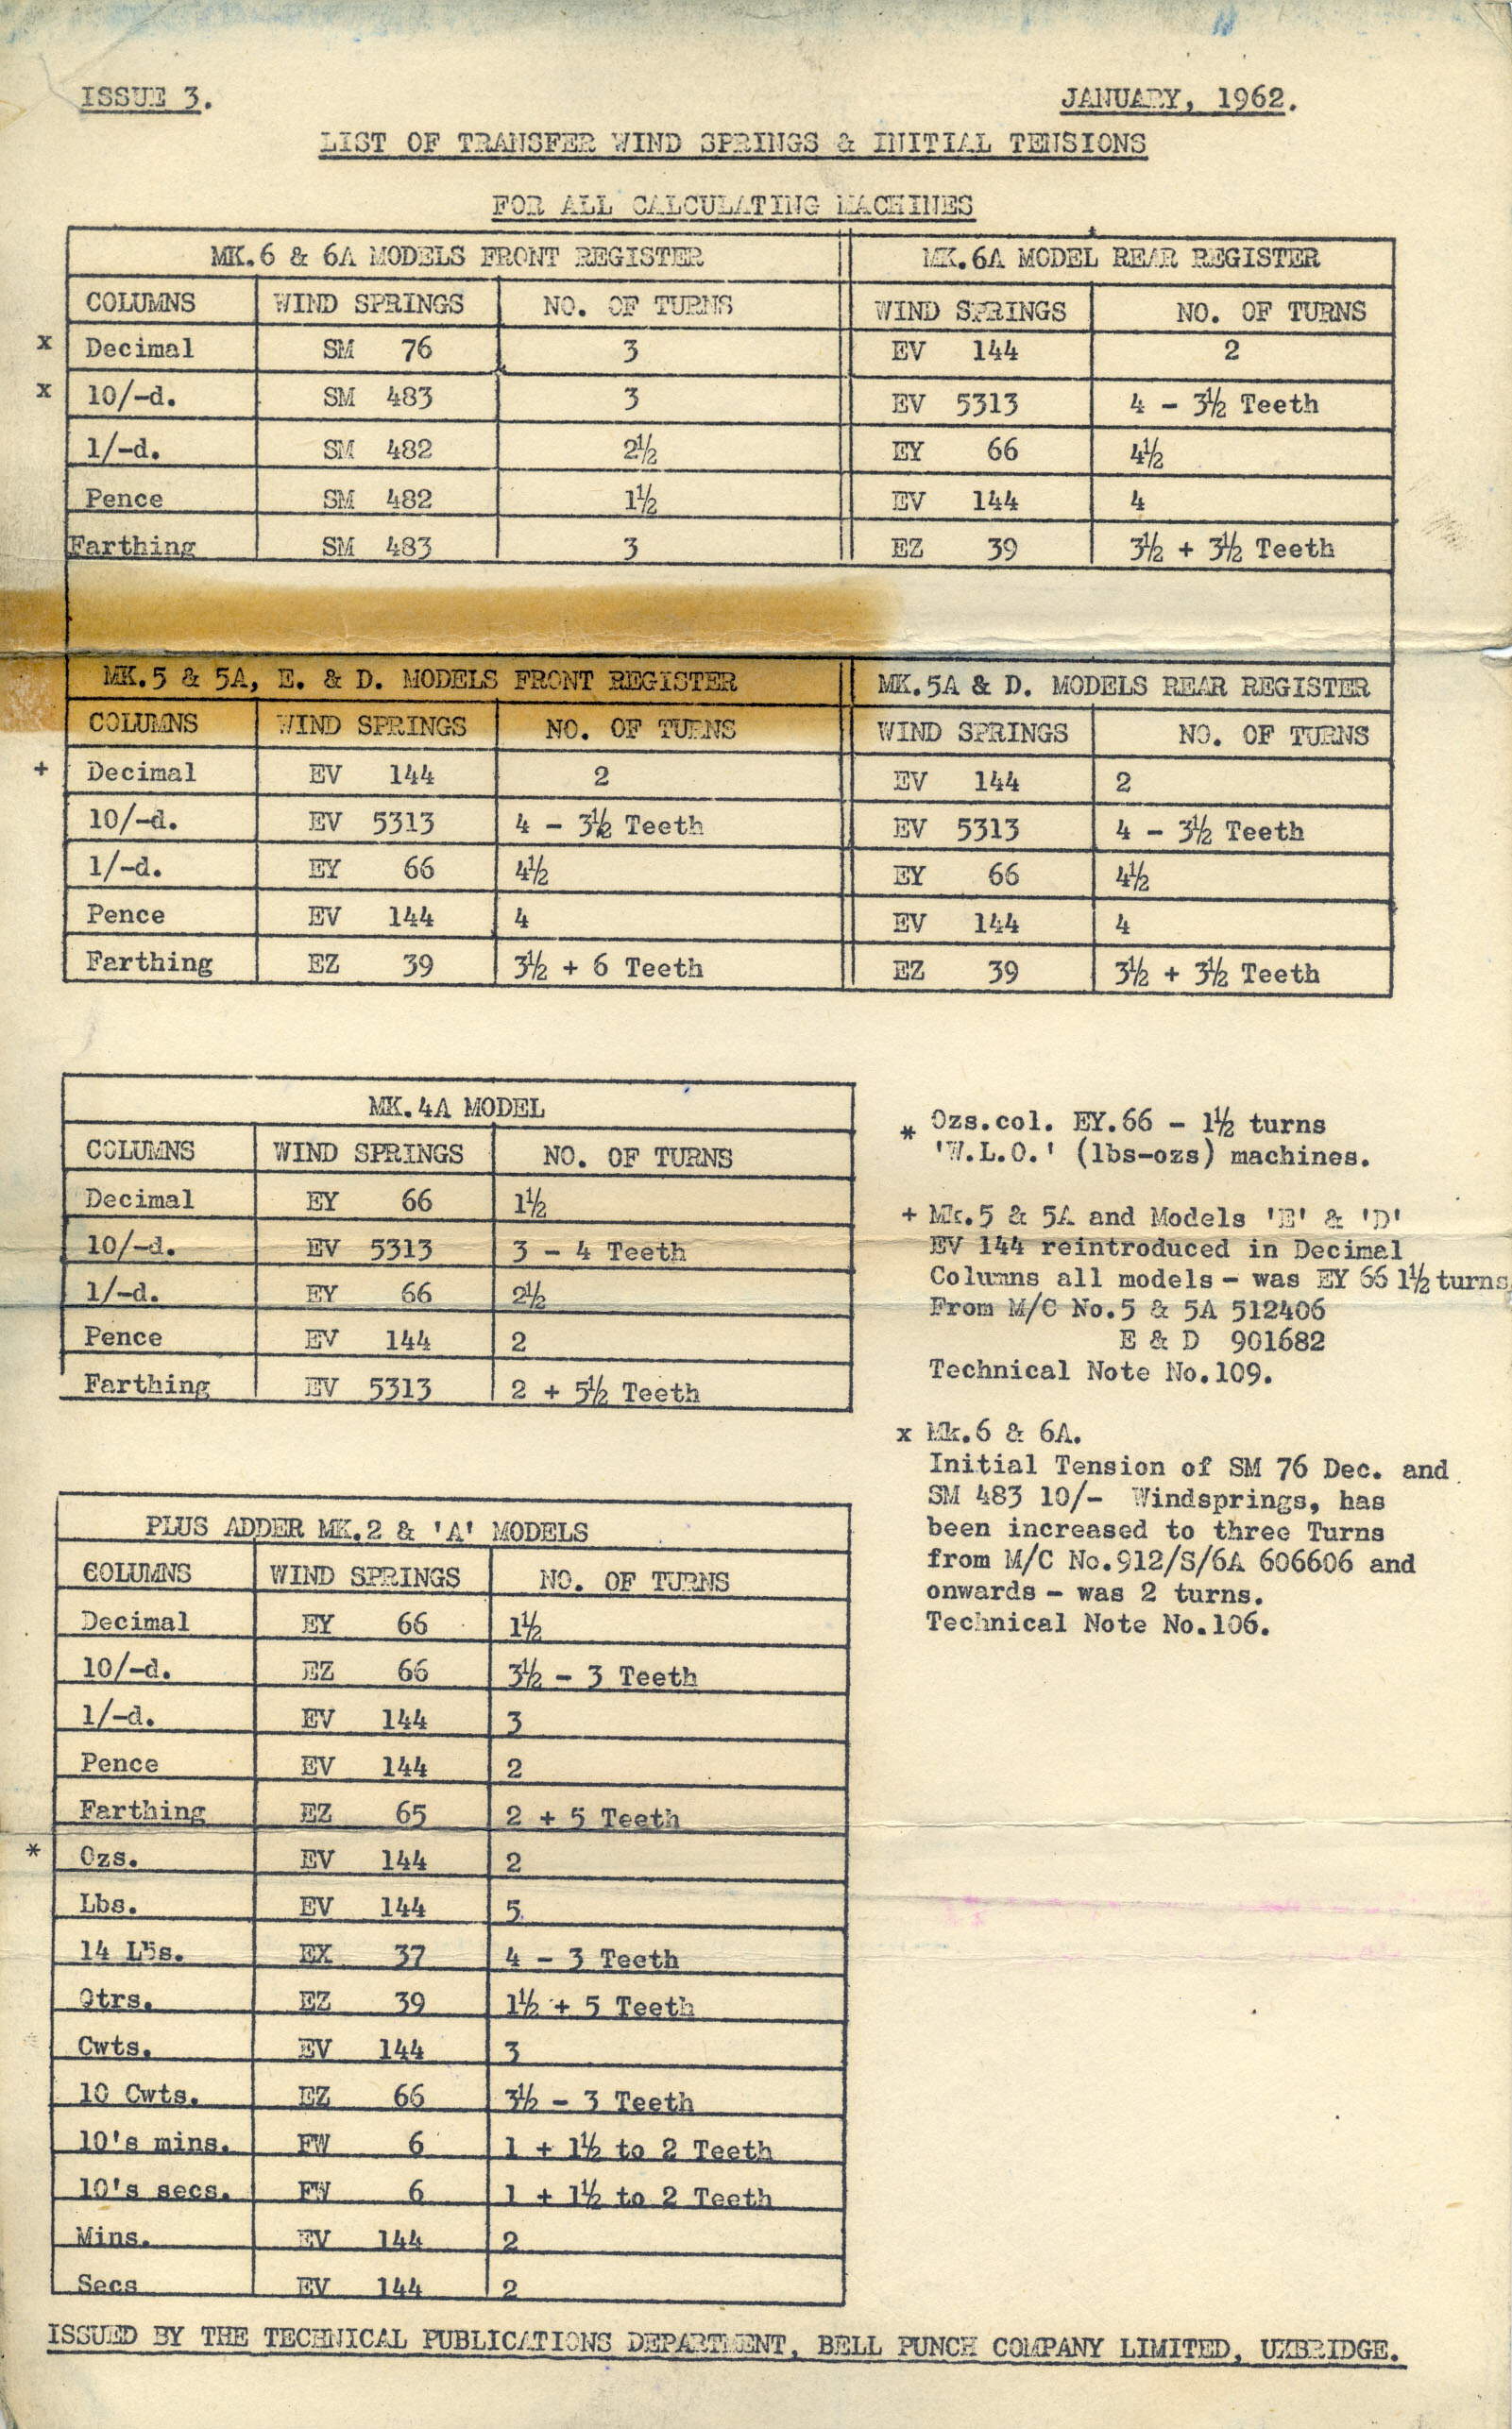 ISSUE 3. JANUARY, 1962.
LIST OF TRANSFER WIND SPRINGS & INITIAL TENSIONS
FOR ALL CALCULATING MACHINES
MK.6 & 6A MODELS FRONT REGISTER MK.6A MODEL REAR REGISTER
COLUMNS WIND SPRINGS NO. OF TURNS WIND SPRINGS NO. OF TURNS
x Decimal SM 76 3 EV 144 2
x 10/-d. SM 483 3 EV 5313 4 - 3½ Teeth
1/-d. SM 482 2½ EY 66 4½
Pence SM 482 1½ EV 144 4
Farthing SM 483 3 EZ 39 3½ + 3½ Teeth
MK.5 & 5A, E. & D. MODELS FRONT REGISTER MK.5A & D. MODELS REAR REGISTER
COLUMNS WIND SPRINGS NO. OF TURNS WIND SPRINGS NO. OF TURNS
+ Decimal EV 144 2 EV 144 2
10/-d. EV 5313 4 - 3½ Teeth EV 5313 4 - 3½ Teeth
1/-d. EY 66 4½ EY 66 4½
Pence EV 144 4 EV 144 4
Farthing EZ 39 3½ + 6 Teeth EZ 39 3½ + 3½ Teeth
MK.4A MODEL
COLUMNS WIND SPRINGS NO. OF TURNS
Decimal EY 66 1½
10/-d. EV 5313 3 - 4 Teeth
1/-d. EY 66 2½
Pence EV 144 2
Farthing EV 5313 2 + 5½ Teeth
* Ozs.col. EY.66 - 1½ turns
'W.L.O.' (lbs-ozs) machines.
+ Mk.5 & 5A and Models 'E' & 'D'
EV 144 reintroduced in Decimal
Columns all models - was EY 66 1½ turns
From M/C No.5 & 5A 512406
E & D 901682
Technical Note No.109.
x Mk.6 & 6A.
Initial Tension of SM 76 Dec. and
SM 483 10/- Windsprings, has
been increased to three Turns
from M/C No.912/S/6A 606606 and
onwards - was 2 turns.
Technical Note No.106.
PLUS ADDER MK.2 & 'A' MODELS
COLUMNS WIND SPRINGS NO. OF TURNS
Decimal EY 66 1½
10/-d. EZ 66 3½ - 3 Teeth
1/-d. EV 144 3
Pence EV 144 2
Farthing EZ 65 2 + 5 Teeth
* Ozs. EV 144 2
Lbs. EV 144 5
14 Lbs. EX 37 4 - 3 Teeth
Qtrs. EZ 39 1½ + 5 Teeth
Cwts. EV 144 3
10 Cwts. EZ 66 3½ - 3 Teeth
10's mins. FW 6 1 + 1½ to 2 Teeth
10's secs. FW 6 1 + 1½ to 2 Teeth
Mins. EV 144 2
Secs EV 144 2
ISSUED BY THE TECHNICAL PUBLICATIONS DEPARTMENT, BELL PUNCH COMPANY LIMITED, UXBRIDGE.